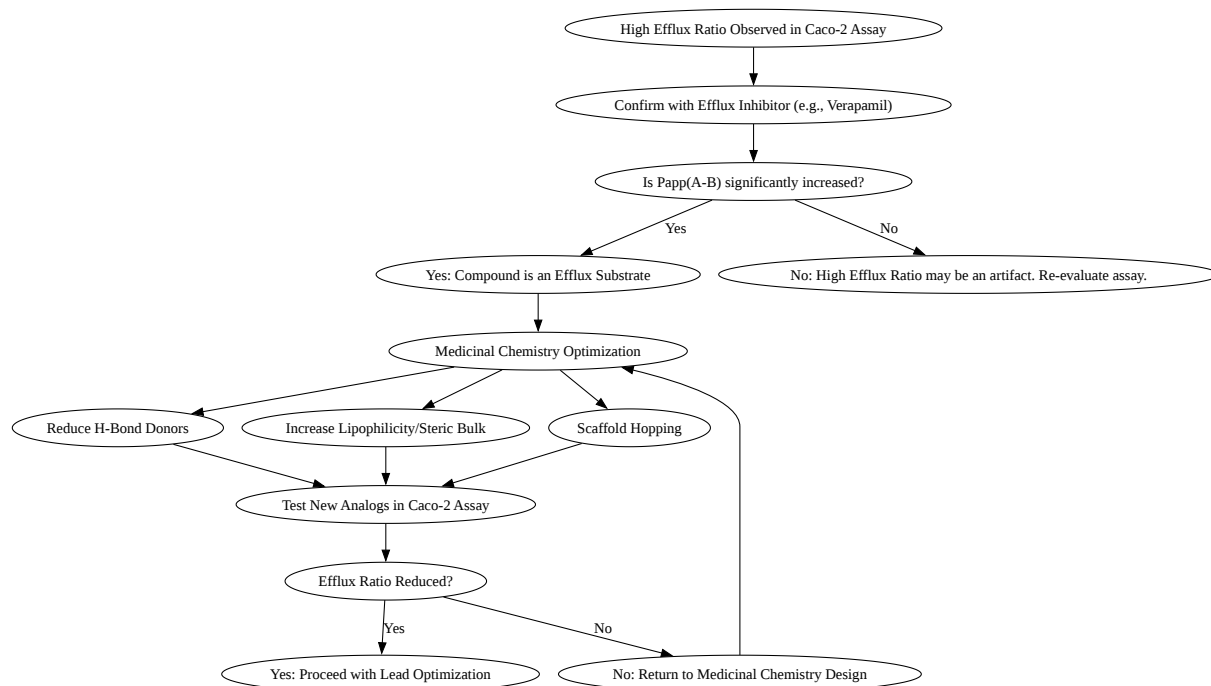 High Efflux Ratio Observed in Caco-2 Assay
Confirm with Efflux Inhibitor (e.g., Verapamil)
Is Papp(A-B) significantly increased?
Yes
No
Yes: Compound is an Efflux Substrate
No: High Efflux Ratio may be an artifact. Re-evaluate assay.
Medicinal Chemistry Optimization
Reduce H-Bond Donors
Increase Lipophilicity/Steric Bulk
Scaffold Hopping
Test New Analogs in Caco-2 Assay
Efflux Ratio Reduced?
Yes
No
Yes: Proceed with Lead Optimization
No: Return to Medicinal Chemistry Design